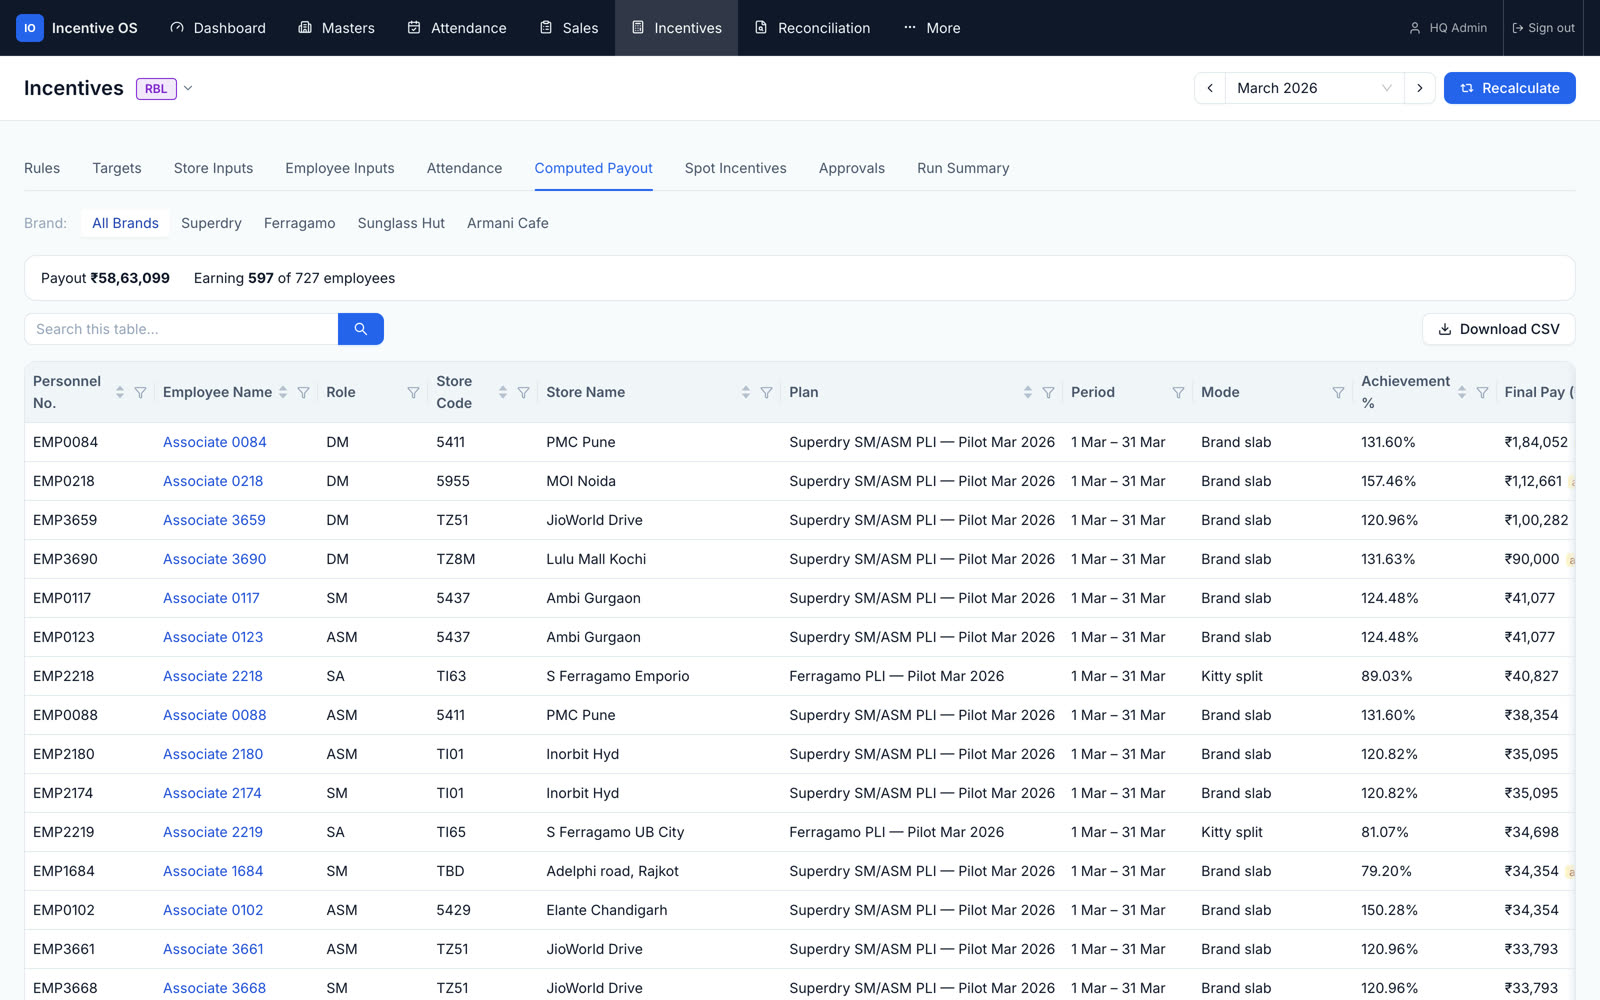 IO Incentive OS Dashboard Masters Attendance Sales Incentives Reconciliation ··· More HQ Admin Sign out
Incentives RBL March 2026 Recalculate
Rules Targets Store Inputs Employee Inputs Attendance Computed Payout Spot Incentives Approvals Run Summary
Brand: All Brands Superdry Ferragamo Sunglass Hut Armani Cafe
Payout ₹58,63,099 Earning 597 of 727 employees
Search this table... Download CSV
Personnel No. Employee Name Role Store Code Store Name Plan Period Mode Achievement % Final Pay (
EMP0084 Associate 0084 DM 5411 PMC Pune Superdry SM/ASM PLI — Pilot Mar 2026 1 Mar – 31 Mar Brand slab 131.60% ₹1,84,052
EMP0218 Associate 0218 DM 5955 MOI Noida Superdry SM/ASM PLI — Pilot Mar 2026 1 Mar – 31 Mar Brand slab 157.46% ₹1,12,661
EMP3659 Associate 3659 DM TZ51 JioWorld Drive Superdry SM/ASM PLI — Pilot Mar 2026 1 Mar – 31 Mar Brand slab 120.96% ₹1,00,282
EMP3690 Associate 3690 DM TZ8M Lulu Mall Kochi Superdry SM/ASM PLI — Pilot Mar 2026 1 Mar – 31 Mar Brand slab 131.63% ₹90,000
EMP0117 Associate 0117 SM 5437 Ambi Gurgaon Superdry SM/ASM PLI — Pilot Mar 2026 1 Mar – 31 Mar Brand slab 124.48% ₹41,077
EMP0123 Associate 0123 ASM 5437 Ambi Gurgaon Superdry SM/ASM PLI — Pilot Mar 2026 1 Mar – 31 Mar Brand slab 124.48% ₹41,077
EMP2218 Associate 2218 SA TI63 S Ferragamo Emporio Ferragamo PLI — Pilot Mar 2026 1 Mar – 31 Mar Kitty split 89.03% ₹40,827
EMP0088 Associate 0088 ASM 5411 PMC Pune Superdry SM/ASM PLI — Pilot Mar 2026 1 Mar – 31 Mar Brand slab 131.60% ₹38,354
EMP2180 Associate 2180 ASM TI01 Inorbit Hyd Superdry SM/ASM PLI — Pilot Mar 2026 1 Mar – 31 Mar Brand slab 120.82% ₹35,095
EMP2174 Associate 2174 SM TI01 Inorbit Hyd Superdry SM/ASM PLI — Pilot Mar 2026 1 Mar – 31 Mar Brand slab 120.82% ₹35,095
EMP2219 Associate 2219 SA TI65 S Ferragamo UB City Ferragamo PLI — Pilot Mar 2026 1 Mar – 31 Mar Kitty split 81.07% ₹34,698
EMP1684 Associate 1684 SM TBD Adelphi road, Rajkot Superdry SM/ASM PLI — Pilot Mar 2026 1 Mar – 31 Mar Brand slab 79.20% ₹34,354
EMP0102 Associate 0102 ASM 5429 Elante Chandigarh Superdry SM/ASM PLI — Pilot Mar 2026 1 Mar – 31 Mar Brand slab 150.28% ₹34,354
EMP3661 Associate 3661 ASM TZ51 JioWorld Drive Superdry SM/ASM PLI — Pilot Mar 2026 1 Mar – 31 Mar Brand slab 120.96% ₹33,793
EMP3668 Associate 3668 SM TZ51 JioWorld Drive Superdry SM/ASM PLI — Pilot Mar 2026 1 Mar – 31 Mar Brand slab 120.96% ₹33,793